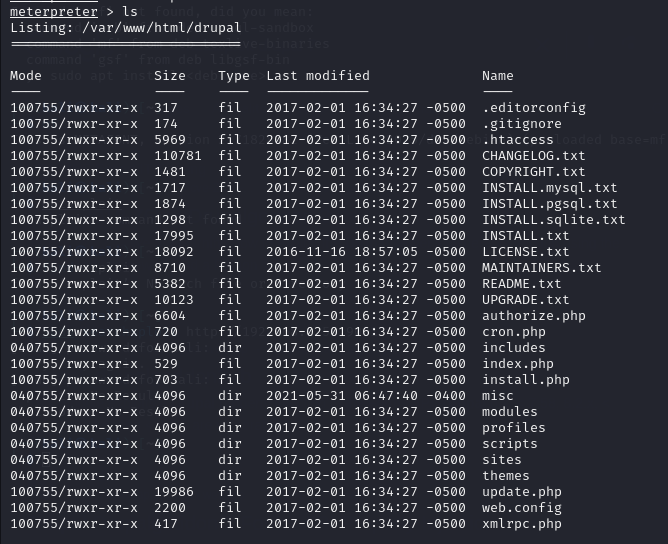 meterpreter > ls
Listing: /var/www/html/drupal
=============================
Mode Size Type Last modified Name
---- ---- ---- ------------- ----
100755/rwxr-xr-x 317 fil 2017-02-01 16:34:27 -0500 .editorconfig
100755/rwxr-xr-x 174 fil 2017-02-01 16:34:27 -0500 .gitignore
100755/rwxr-xr-x 5969 fil 2017-02-01 16:34:27 -0500 .htaccess
100755/rwxr-xr-x 110781 fil 2017-02-01 16:34:27 -0500 CHANGELOG.txt
100755/rwxr-xr-x 1481 fil 2017-02-01 16:34:27 -0500 COPYRIGHT.txt
100755/rwxr-xr-x 1717 fil 2017-02-01 16:34:27 -0500 INSTALL.mysql.txt
100755/rwxr-xr-x 1874 fil 2017-02-01 16:34:27 -0500 INSTALL.pgsql.txt
100755/rwxr-xr-x 1298 fil 2017-02-01 16:34:27 -0500 INSTALL.sqlite.txt
100755/rwxr-xr-x 17995 fil 2017-02-01 16:34:27 -0500 INSTALL.txt
100755/rwxr-xr-x 18092 fil 2016-11-16 18:57:05 -0500 LICENSE.txt
100755/rwxr-xr-x 8710 fil 2017-02-01 16:34:27 -0500 MAINTAINERS.txt
100755/rwxr-xr-x 5382 fil 2017-02-01 16:34:27 -0500 README.txt
100755/rwxr-xr-x 10123 fil 2017-02-01 16:34:27 -0500 UPGRADE.txt
100755/rwxr-xr-x 6604 fil 2017-02-01 16:34:27 -0500 authorize.php
100755/rwxr-xr-x 720 fil 2017-02-01 16:34:27 -0500 cron.php
040755/rwxr-xr-x 4096 dir 2017-02-01 16:34:27 -0500 includes
100755/rwxr-xr-x 529 fil 2017-02-01 16:34:27 -0500 index.php
100755/rwxr-xr-x 703 fil 2017-02-01 16:34:27 -0500 install.php
040755/rwxr-xr-x 4096 dir 2021-05-31 06:47:40 -0400 misc
040755/rwxr-xr-x 4096 dir 2017-02-01 16:34:27 -0500 modules
040755/rwxr-xr-x 4096 dir 2017-02-01 16:34:27 -0500 profiles
040755/rwxr-xr-x 4096 dir 2017-02-01 16:34:27 -0500 scripts
040755/rwxr-xr-x 4096 dir 2017-02-01 16:34:27 -0500 sites
040755/rwxr-xr-x 4096 dir 2017-02-01 16:34:27 -0500 themes
100755/rwxr-xr-x 19986 fil 2017-02-01 16:34:27 -0500 update.php
100755/rwxr-xr-x 2200 fil 2017-02-01 16:34:27 -0500 web.config
100755/rwxr-xr-x 417 fil 2017-02-01 16:34:27 -0500 xmlrpc.php